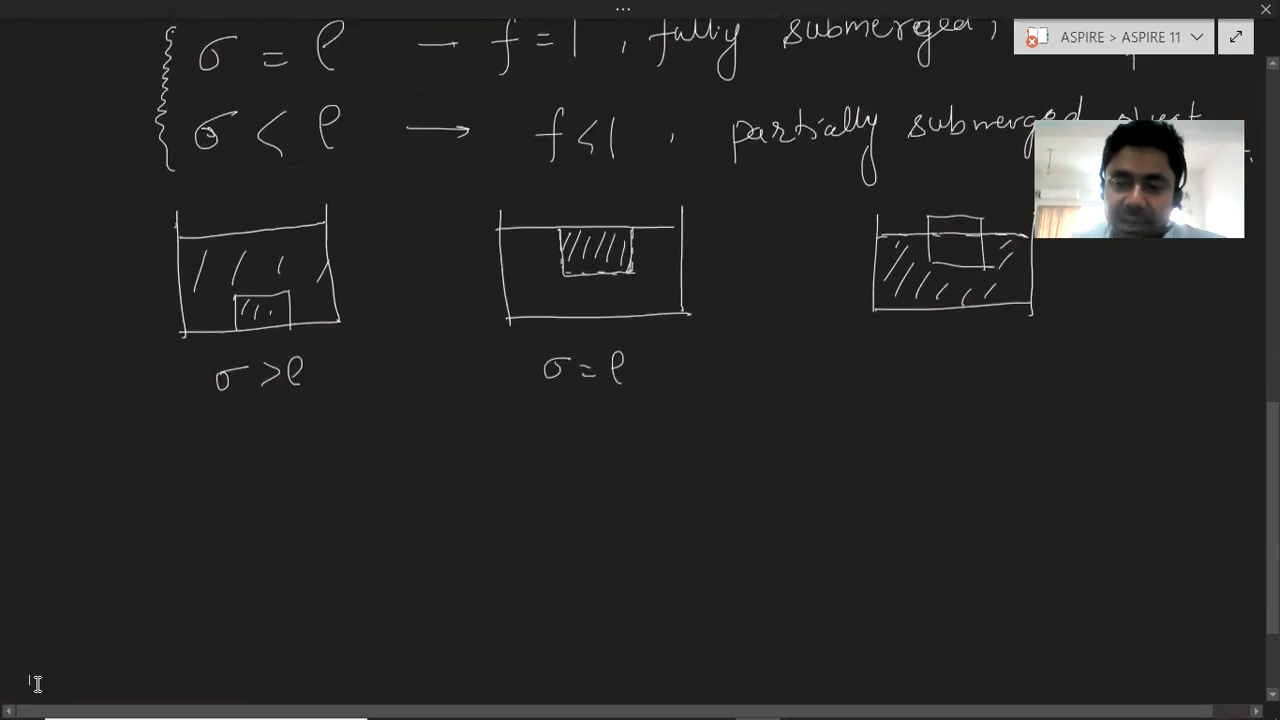 ASPIRE > ASPIRE 11
σ = ρ → f = 1 , fully submerged,
σ < ρ → f < 1 , partially submerged
σ > ρ
σ = ρ